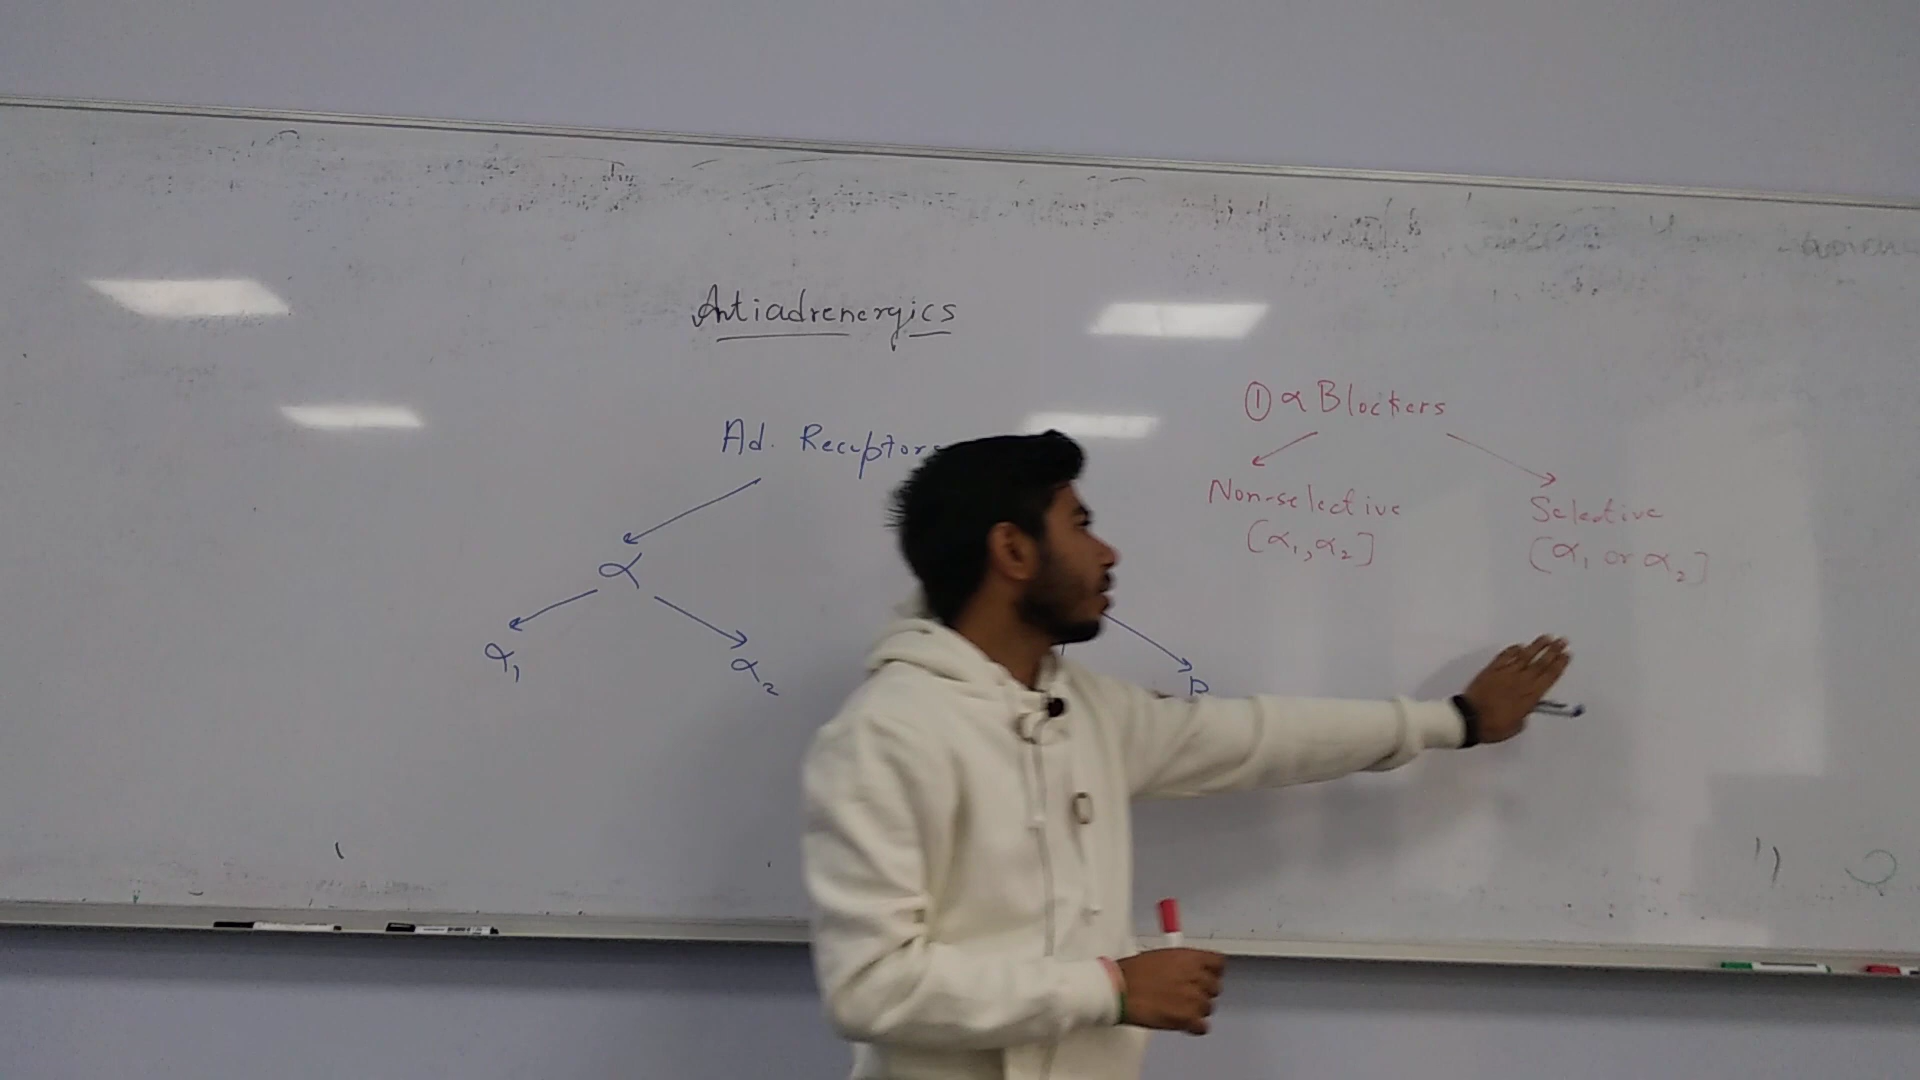 Antiadrenergics
Ad. Receptors
α
α₁
α₂
① α Blockers
Non-selective
[α₁, α₂]
Selective
[α₁ or α₂]